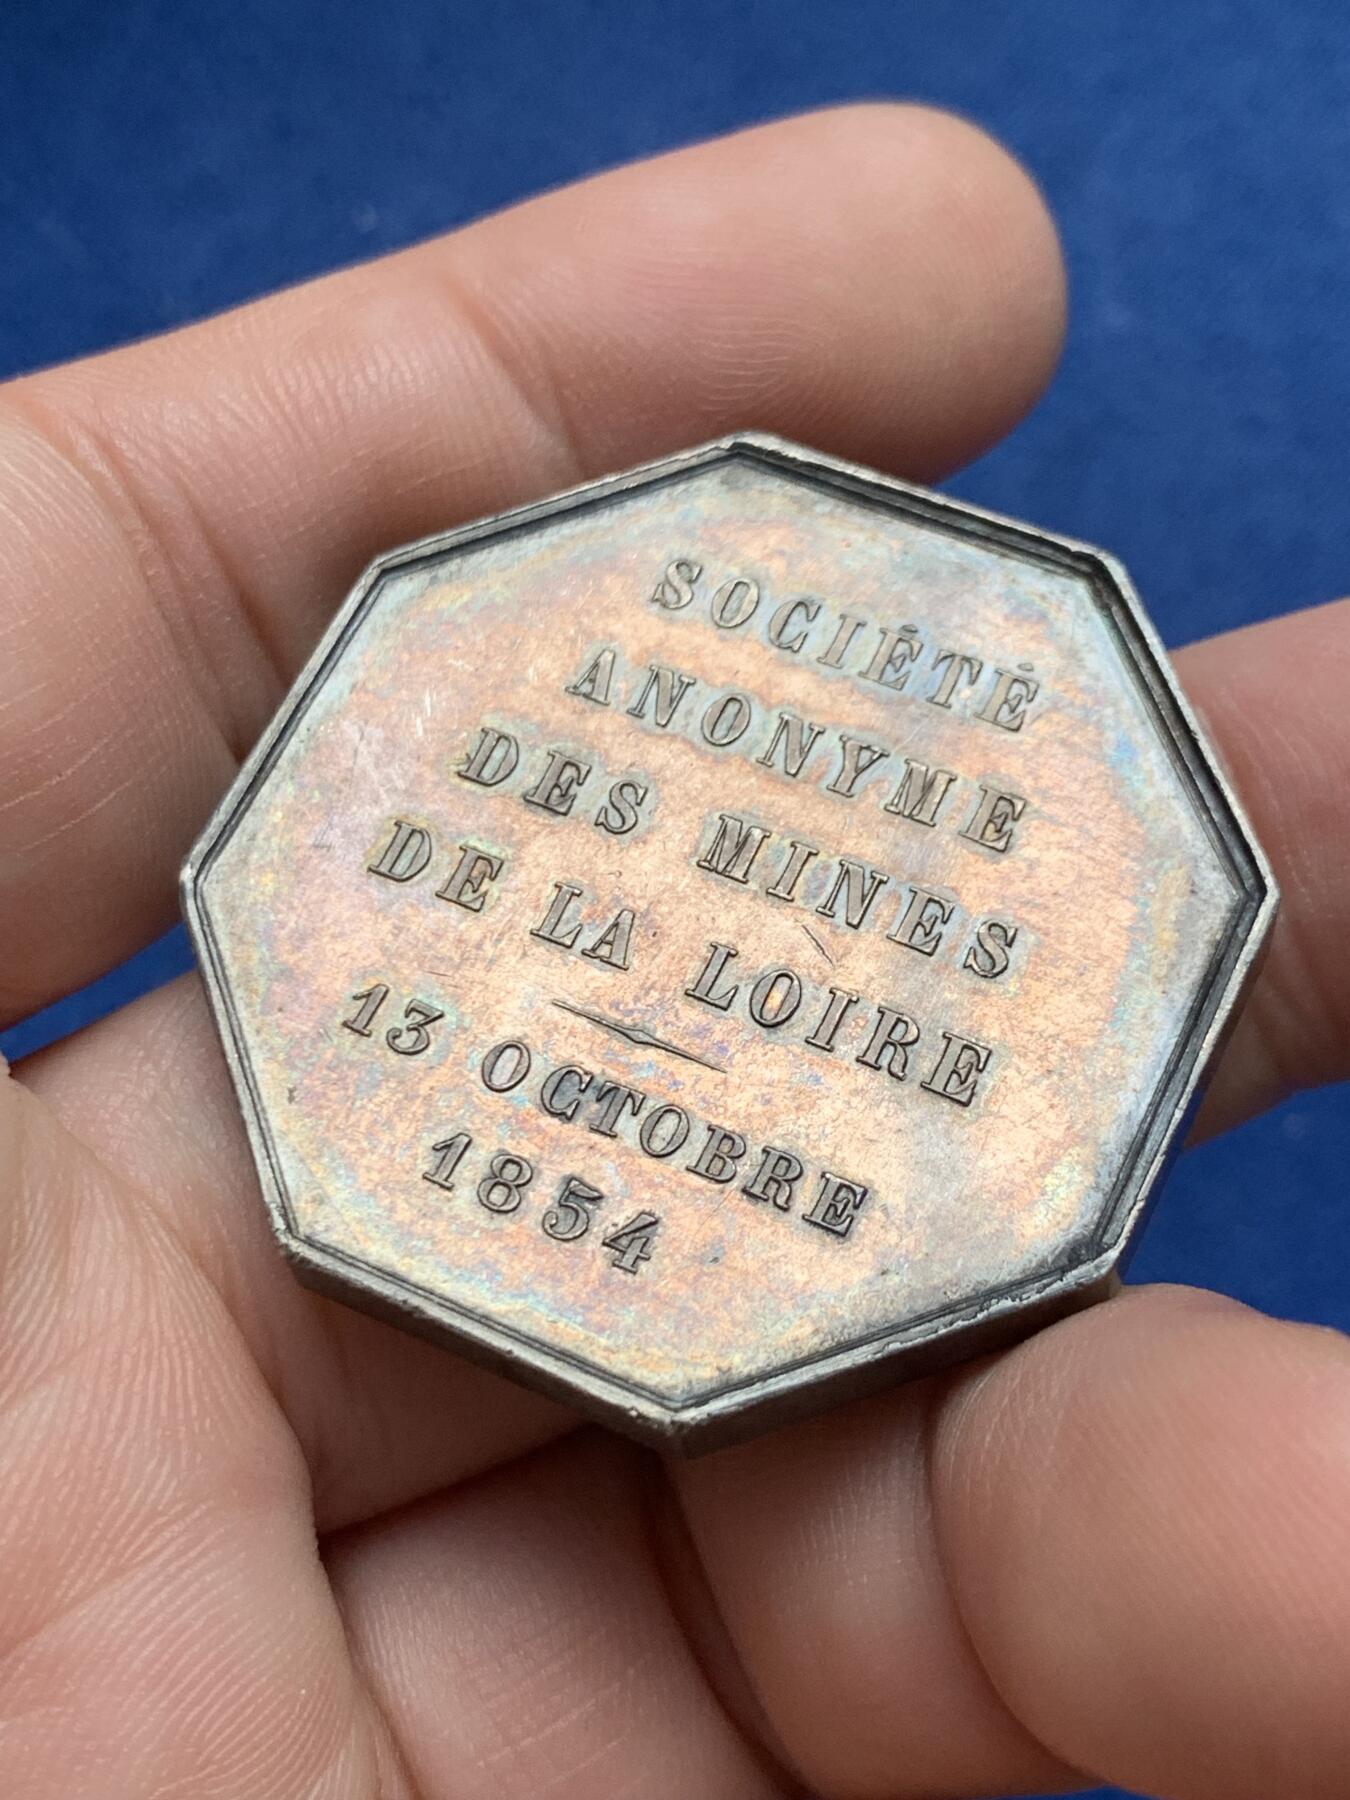 SOCIÉTÉ
ANONYME
DES MINES
DE LA LOIRE
13 OCTOBRE
1854